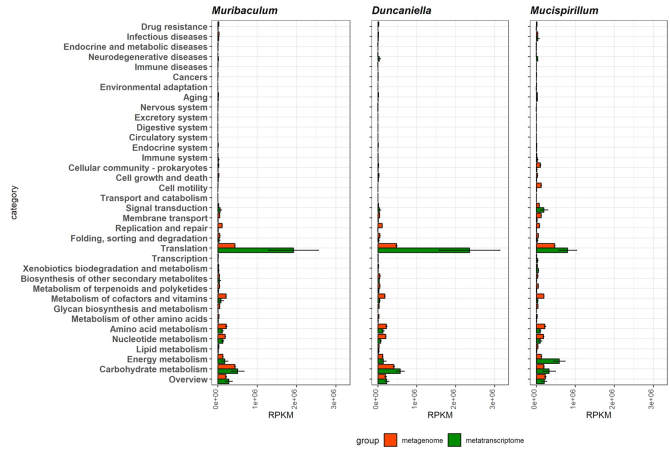 Muribaculum Duncaniella Mucispirillum
Drug resistance
Infectious diseases
Endocrine and metabolic diseases
Neurodegenerative diseases
Immune diseases
Cancers
Environmental adaptation
Aging
Nervous system
Excretory system
Digestive system
Circulatory system
Endocrine system
Immune system
Cellular community - prokaryotes
Cell growth and death
Cell motility
Transport and catabolism
Signal transduction
Membrane transport
Replication and repair
Folding, sorting and degradation
Translation
Transcription
Xenobiotics biodegradation and metabolism
Biosynthesis of other secondary metabolites
Metabolism of terpenoids and polyketides
Metabolism of cofactors and vitamins
Glycan biosynthesis and metabolism
Metabolism of other amino acids
Amino acid metabolism
Nucleotide metabolism
Lipid metabolism
Energy metabolism
Carbohydrate metabolism
Overview
category
0e+00 1e+06 2e+06 3e+06 0e+00 1e+06 2e+06 3e+06 0e+00 1e+06 2e+06 3e+06
RPKM RPKM RPKM
group metagenome metatranscriptome